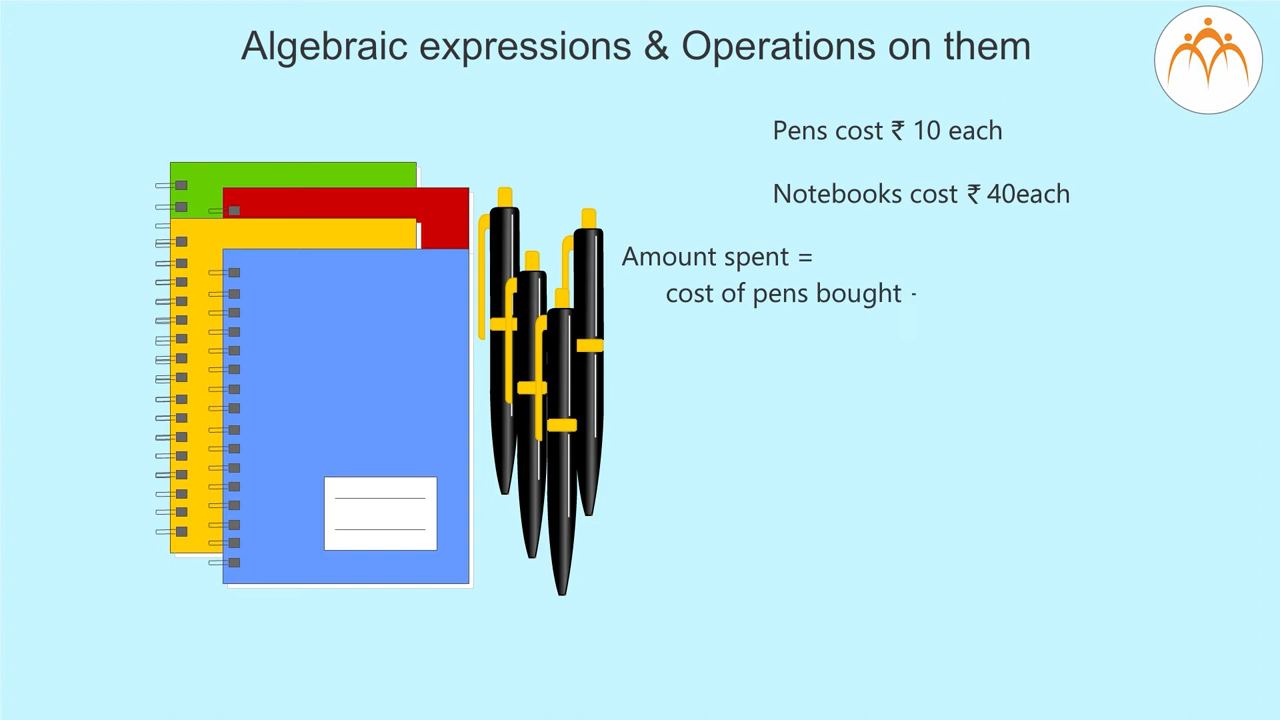 Algebraic expressions & Operations on them
Pens cost ₹ 10 each
Notebooks cost ₹ 40each
Amount spent =
cost of pens bought -